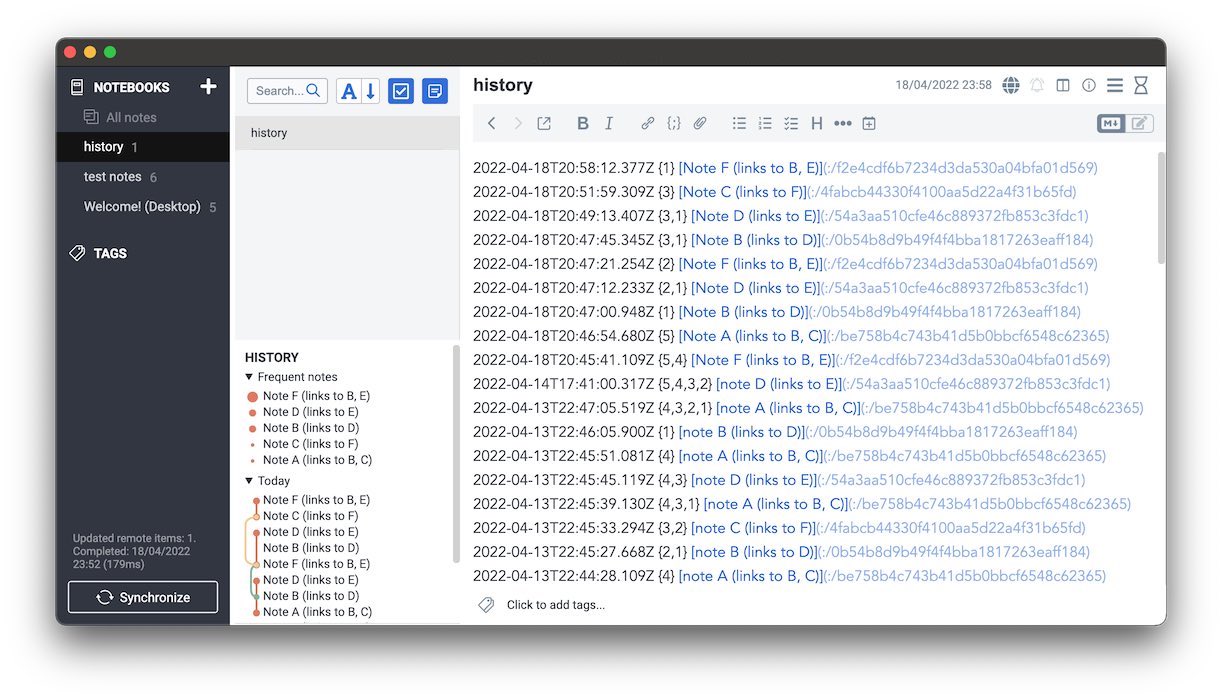 NOTEBOOKS
All notes
history 1
test notes 6
Welcome! (Desktop) 5
TAGS
Updated remote items: 1.
Completed: 18/04/2022
23:52 (179ms)
Synchronize
Search...
history
HISTORY
Frequent notes
Note F (links to B, E)
Note D (links to E)
Note B (links to D)
Note C (links to F)
Note A (links to B, C)
Today
Note F (links to B, E)
Note C (links to F)
Note D (links to E)
Note B (links to D)
Note F (links to B, E)
Note D (links to E)
Note B (links to D)
Note A (links to B, C)
history
18/04/2022 23:58
2022-04-18T20:58:12.377Z {1} [Note F (links to B, E)](:/f2e4cdf6b7234d3da530a04bfa01d569)
2022-04-18T20:51:59.309Z {3} [Note C (links to F)](:/4fabcb44330f4100aa5d22a4f31b65fd)
2022-04-18T20:49:13.407Z {3,1} [Note D (links to E)](:/54a3aa510cfe46c889372fb853c3fdc1)
2022-04-18T20:47:45.345Z {3,1} [Note B (links to D)](:/0b54b8d9b49f4f4bba1817263eaff184)
2022-04-18T20:47:21.254Z {2} [Note F (links to B, E)](:/f2e4cdf6b7234d3da530a04bfa01d569)
2022-04-18T20:47:12.233Z {2,1} [Note D (links to E)](:/54a3aa510cfe46c889372fb853c3fdc1)
2022-04-18T20:47:00.948Z {1} [Note B (links to D)](:/0b54b8d9b49f4f4bba1817263eaff184)
2022-04-18T20:46:54.680Z {5} [Note A (links to B, C)](:/be758b4c743b41d5b0bbcf6548c62365)
2022-04-18T20:45:41.109Z {5,4} [Note F (links to B, E)](:/f2e4cdf6b7234d3da530a04bfa01d569)
2022-04-14T17:41:00.317Z {5,4,3,2} [note D (links to E)](:/54a3aa510cfe46c889372fb853c3fdc1)
2022-04-13T22:47:05.519Z {4,3,2,1} [note A (links to B, C)](:/be758b4c743b41d5b0bbcf6548c62365)
2022-04-13T22:46:05.900Z {1} [note B (links to D)](:/0b54b8d9b49f4f4bba1817263eaff184)
2022-04-13T22:45:51.081Z {4} [note A (links to B, C)](:/be758b4c743b41d5b0bbcf6548c62365)
2022-04-13T22:45:45.119Z {4,3} [note D (links to E)](:/54a3aa510cfe46c889372fb853c3fdc1)
2022-04-13T22:45:39.130Z {4,3,1} [note A (links to B, C)](:/be758b4c743b41d5b0bbcf6548c62365)
2022-04-13T22:45:33.294Z {3,2} [note C (links to F)](:/4fabcb44330f4100aa5d22a4f31b65fd)
2022-04-13T22:45:27.668Z {2,1} [note B (links to D)](:/0b54b8d9b49f4f4bba1817263eaff184)
2022-04-13T22:44:28.109Z {4} [note A (links to B, C)](:/be758b4c743b41d5b0bbcf6548c62365)
Click to add tags...